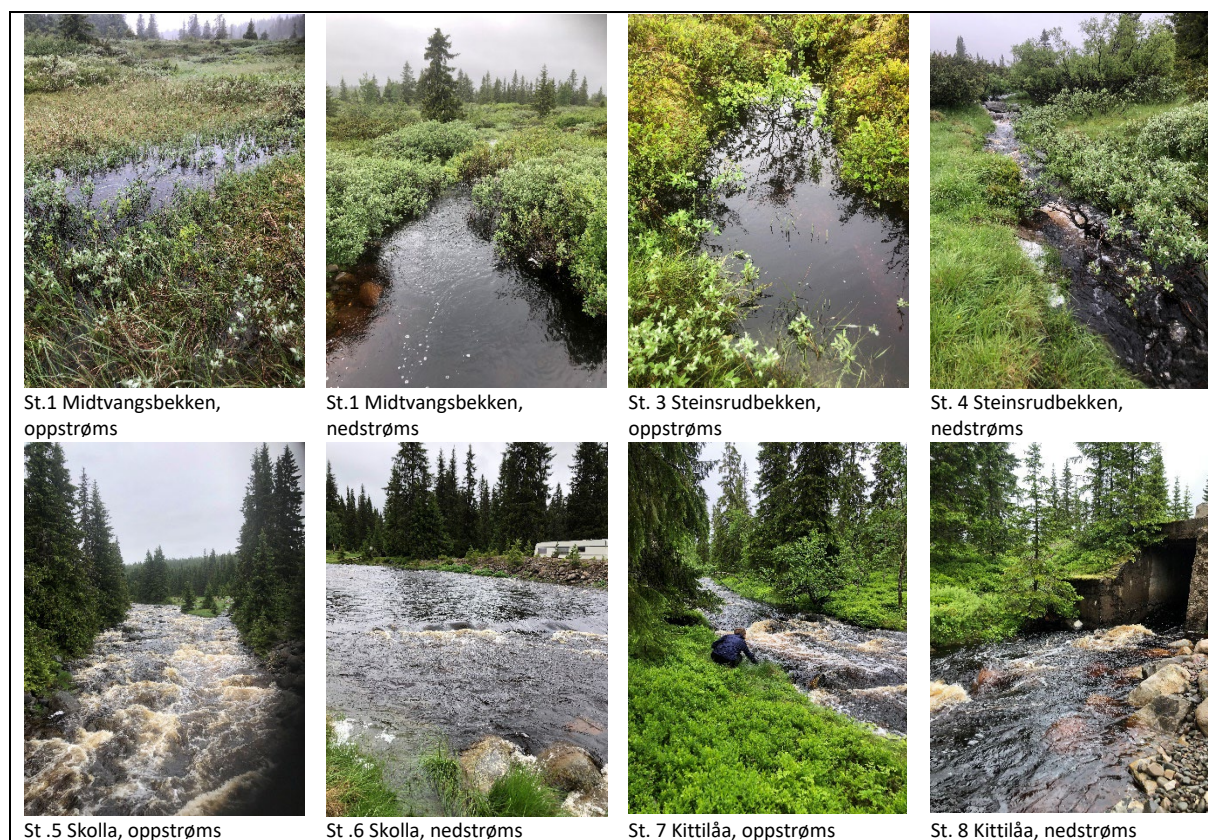 St.1 Midtvangsbekken,
oppstrøms
St.1 Midtvangsbekken,
nedstrøms
St. 3 Steinsrudbekken,
oppstrøms
St. 4 Steinsrudbekken,
nedstrøms
St .5 Skolla, oppstrøms
St .6 Skolla, nedstrøms
St. 7 Kittilåa, oppstrøms
St. 8 Kittilåa, nedstrøms